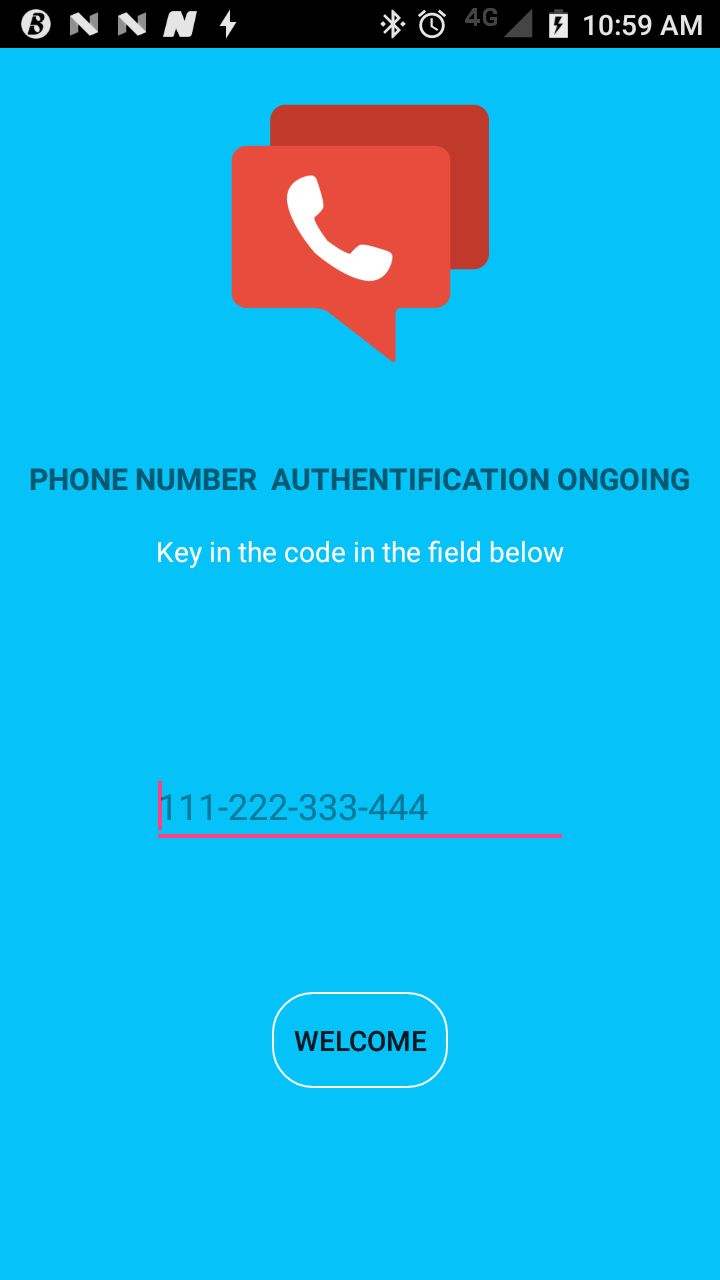 4G 10:59 AM
PHONE NUMBER  AUTHENTIFICATION ONGOING
Key in the code in the field below
111-222-333-444
WELCOME